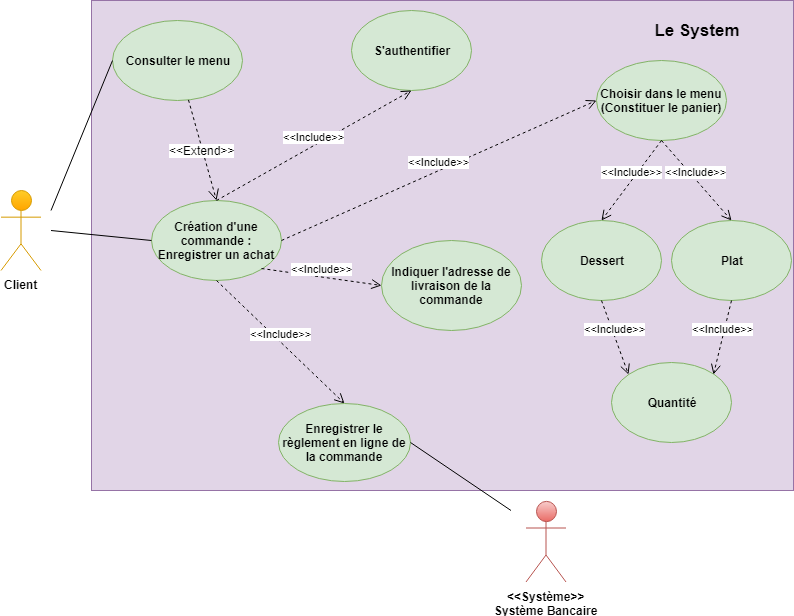 Le System
Consulter le menu
S'authentifier
Choisir dans le menu
(Constituer le panier)
<<Include>>
<<Extend>>
<<Include>>
<<Include>>
<<Include>>
Création d'une
commande :
Enregistrer un achat
Client
<<Include>>
Indiquer l'adresse de
livraison de la
commande
Dessert
Plat
<<Include>>
<<Include>>
<<Include>>
Quantité
Enregistrer le
règlement en ligne de
la commande
<<Système>>
Système Bancaire